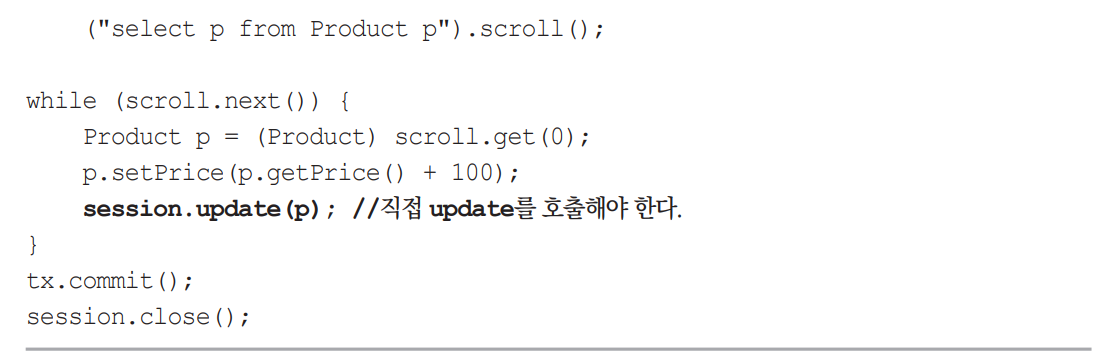 ("select p from Product p").scroll();
while (scroll.next()) {
Product p = (Product) scroll.get(0);
p.setPrice(p.getPrice() + 100);
session.update(p); //직접 update를 호출해야 한다.
}
tx.commit();
session.close();